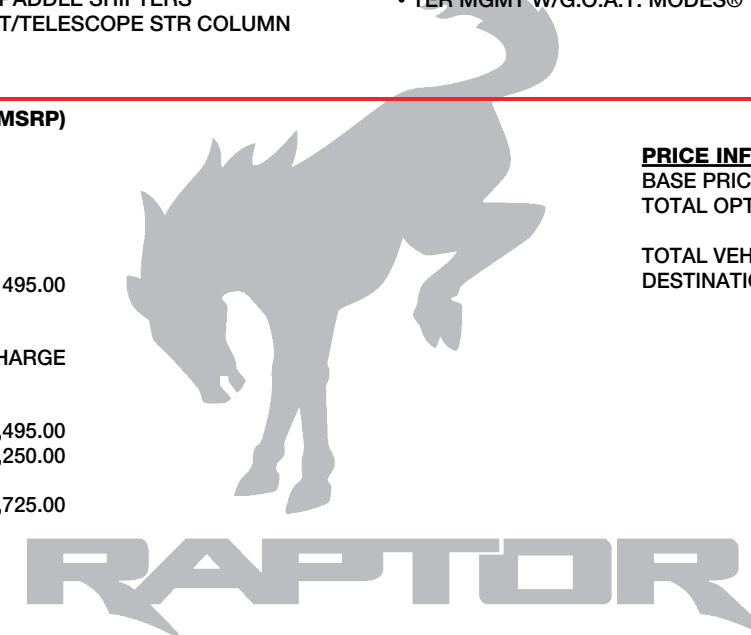 PADDLE SHIFTERS
T/TELESCOPE STR COLUMN
• TER MGMT W/G.O.A.T. MODES®
MSRP)
495.00
HARGE
,495.00
,250.00
,725.00
PRICE INF
BASE PRIC
TOTAL OPT
TOTAL VEH
DESTINATIO
RAPTOR